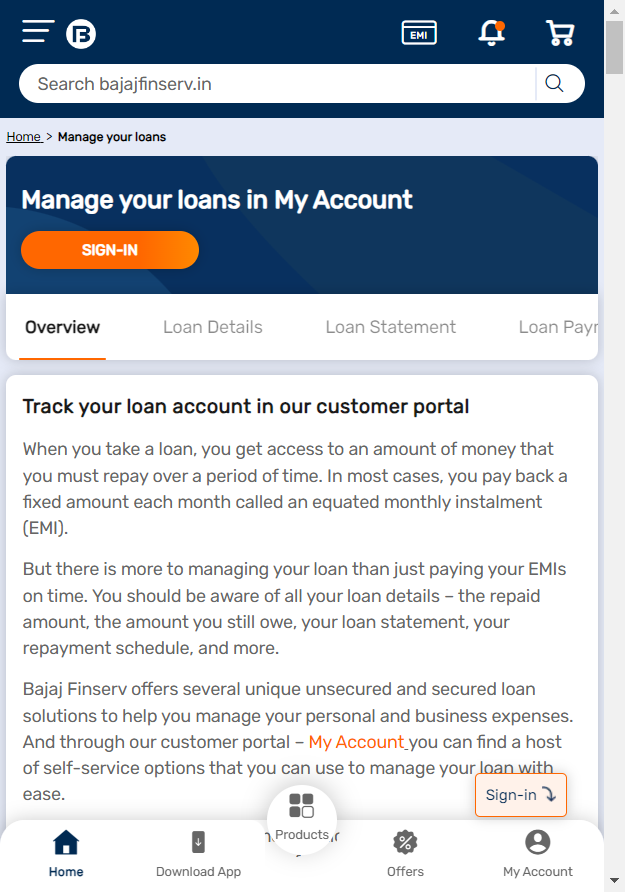 EMI
Search bajajfinserv.in
Home > Manage your loans
Manage your loans in My Account
SIGN-IN
Overview Loan Details Loan Statement Loan Payr
Track your loan account in our customer portal
When you take a loan, you get access to an amount of money that
you must repay over a period of time. In most cases, you pay back a
fixed amount each month called an equated monthly instalment
(EMI).
But there is more to managing your loan than just paying your EMIs
on time. You should be aware of all your loan details – the repaid
amount, the amount you still owe, your loan statement, your
repayment schedule, and more.
Bajaj Finserv offers several unique unsecured and secured loan
solutions to help you manage your personal and business expenses.
And through our customer portal – My Account you can find a host
of self-service options that you can use to manage your loan with
ease.
Sign-in
Products
Home Download App Offers My Account